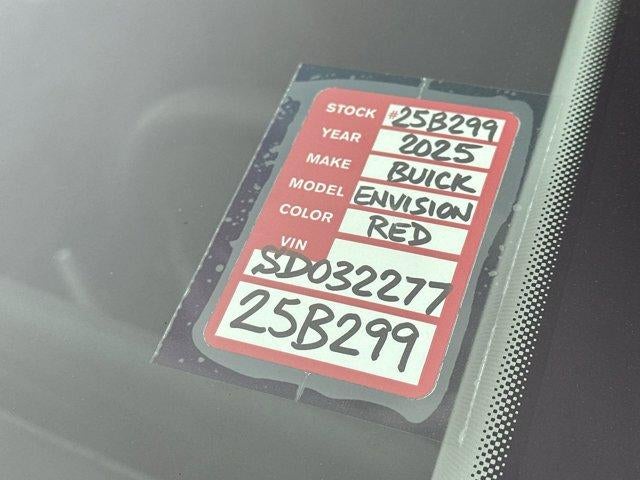 STOCK #25B299
YEAR 2025
MAKE BUICK
MODEL ENVISION
COLOR RED
VIN
SD032277
25B299